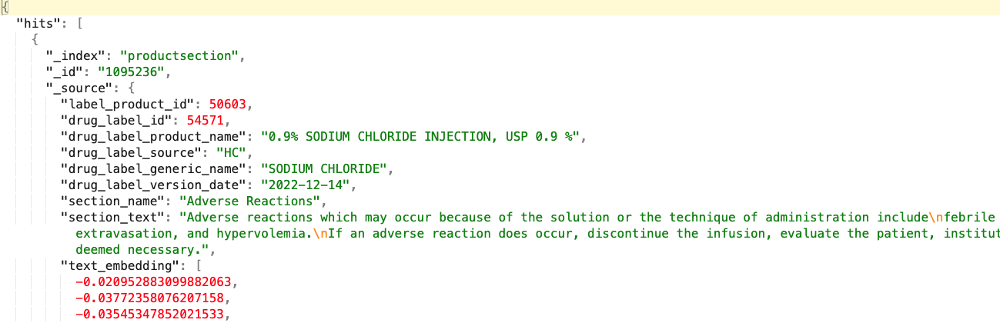 {
"hits": [
{
"_index": "productsection",
"_id": "1095236",
"_source": {
"label_product_id": 50603,
"drug_label_id": 54571,
"drug_label_product_name": "0.9% SODIUM CHLORIDE INJECTION, USP 0.9 %",
"drug_label_source": "HC",
"drug_label_generic_name": "SODIUM CHLORIDE",
"drug_label_version_date": "2022-12-14",
"section_name": "Adverse Reactions",
"section_text": "Adverse reactions which may occur because of the solution or the technique of administration include\nfebrile
extravasation, and hypervolemia.\nIf an adverse reaction does occur, discontinue the infusion, evaluate the patient, institut
deemed necessary.",
"text_embedding": [
-0.020952883099882063,
-0.03772358076207158,
-0.03545347852021533,